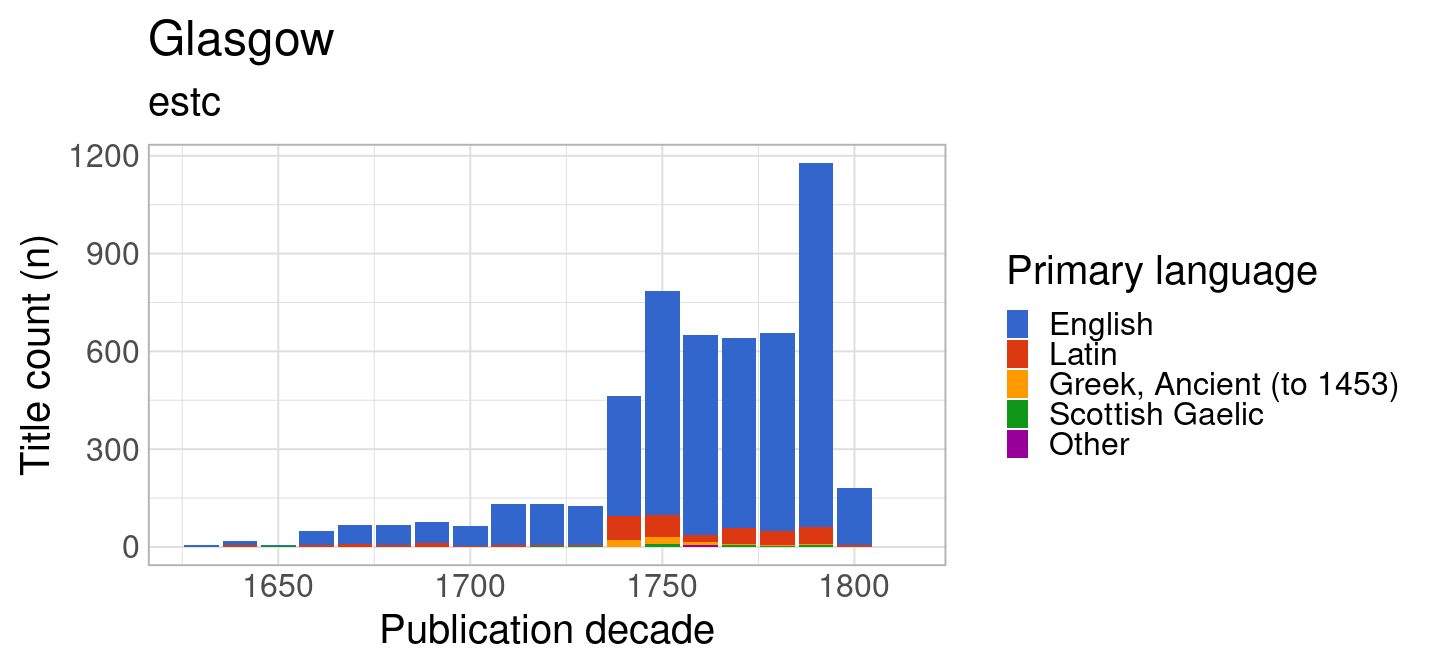 Glasgow
estc
1200
900
600
300
0
Title count (n)
1650 1700 1750 1800
Publication decade
Primary language
English
Latin
Greek, Ancient (to 1453)
Scottish Gaelic
Other